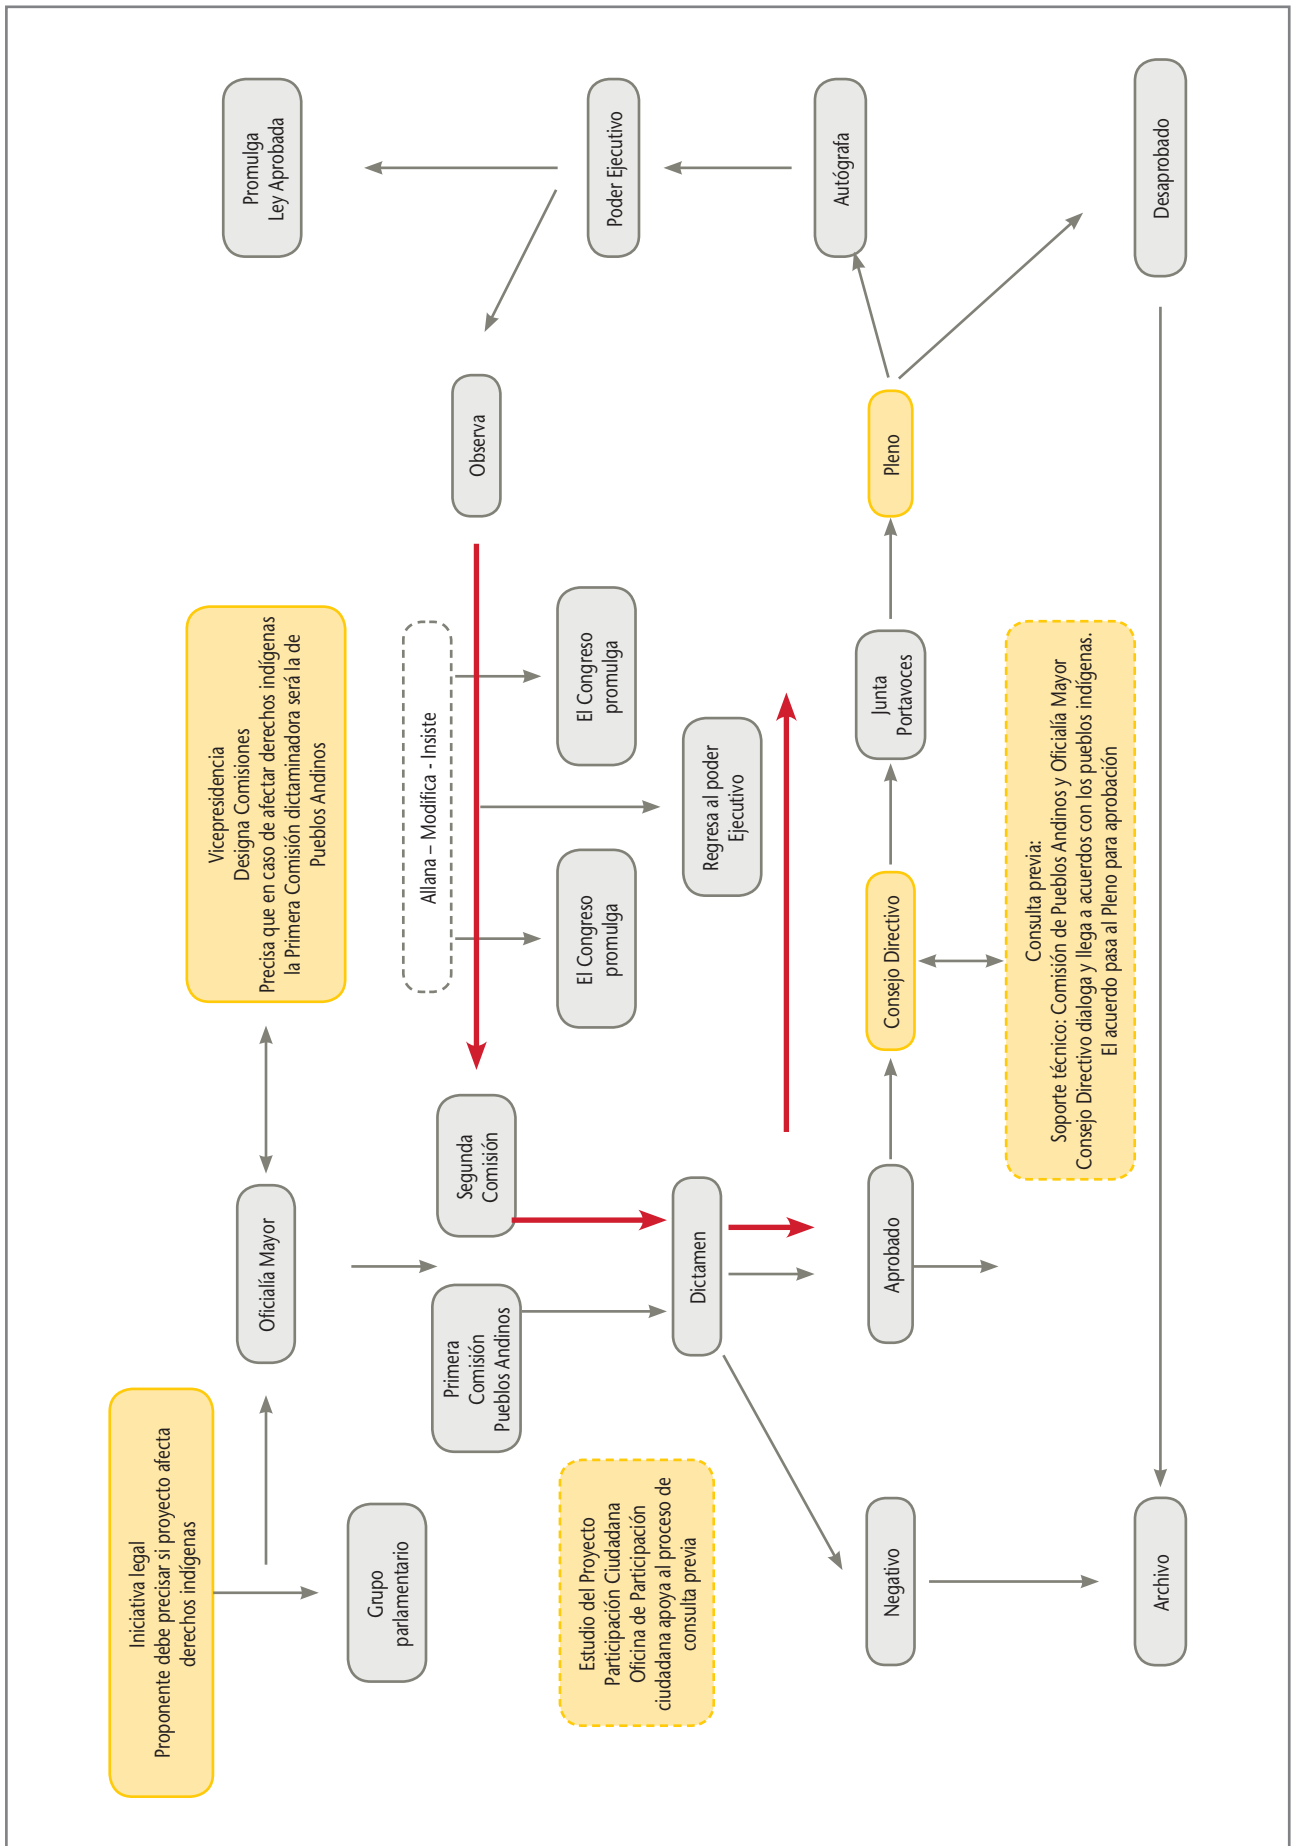 Iniciativa legal
Proponente debe precisar si proyecto afecta
derechos indígenas
Oficialía Mayor
Vicepresidencia
Designa Comisiones
Precisa que en caso de afectar derechos indígenas
la Primera Comisión dictaminadora será la de
Pueblos Andinos
Promulga
Ley Aprobada
Grupo
parlamentario
Primera
Comisión
Pueblos Andinos
Segunda
Comisión
Allana – Modifica - Insiste
Observa
El Congreso
promulga
El Congreso
promulga
Poder Ejecutivo
Estudio del Proyecto
Participación Ciudadana
Oficina de Participación
ciudadana apoya al proceso de
consulta previa
Dictamen
Regresa al poder
Ejecutivo
Autógrafa
Negativo
Aprobado
Consejo Directivo
Junta
Portavoces
Pleno
Consulta previa:
Soporte técnico: Comisión de Pueblos Andinos y Oficialía Mayor
Consejo Directivo dialoga y llega a acuerdos con los pueblos indígenas.
El acuerdo pasa al Pleno para aprobación
Archivo
Desaprobado